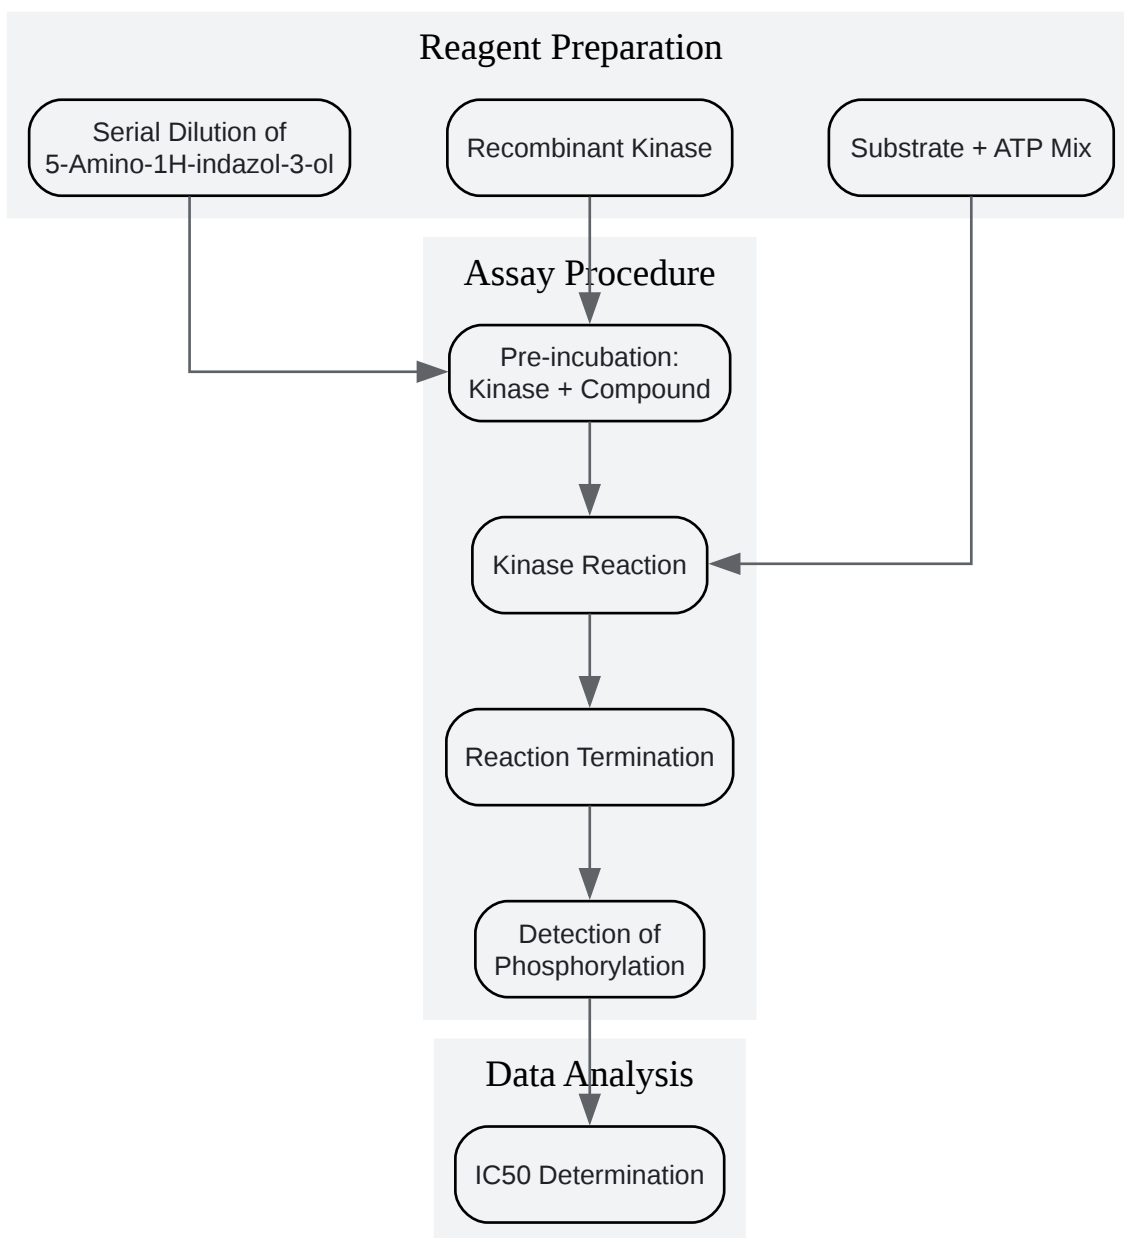 Reagent Preparation
Serial Dilution of
5-Amino-1H-indazol-3-ol
Recombinant Kinase
Substrate + ATP Mix
Assay Procedure
Pre-incubation:
Kinase + Compound
Kinase Reaction
Reaction Termination
Detection of
Phosphorylation
Data Analysis
IC50 Determination